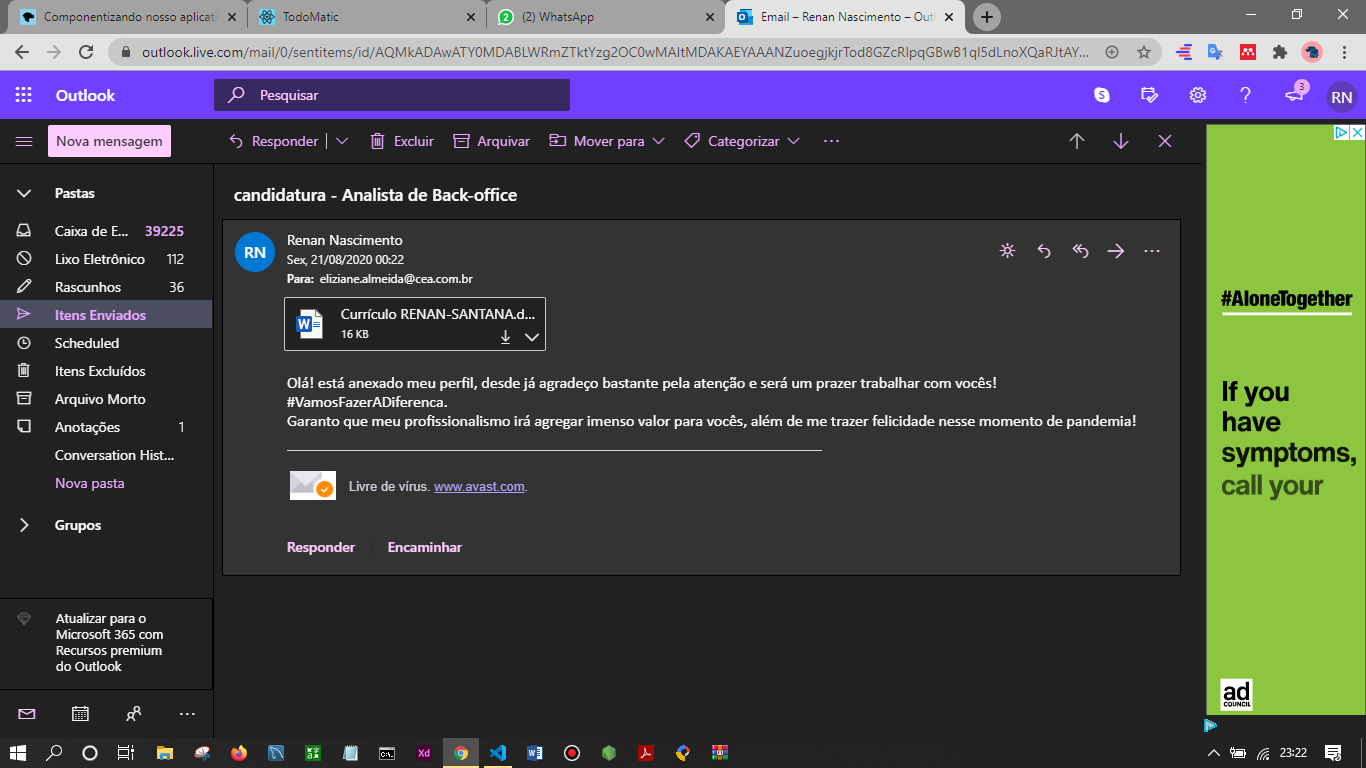 Componentizando nosso aplicati
TodoMatic
(2) WhatsApp
Email – Renan Nascimento – Out
outlook.live.com/mail/0/sentitems/id/
Outlook
Pesquisar
3
RN
Nova mensagem
Responder
Excluir
Arquivar
Mover para
Categorizar
Pastas
Caixa de E... 39225
Lixo Eletrônico 112
Rascunhos 36
Itens Enviados
Scheduled
Itens Excluídos
Arquivo Morto
Anotações 1
Conversation Hist...
Nova pasta
Grupos
Atualizar para o
Microsoft 365 com
Recursos premium
do Outlook
candidatura - Analista de Back-office
RN
Renan Nascimento
Sex, 21/08/2020 00:22
Para: eliziane.almeida@cea.com.br
Currículo RENAN-SANTANA.d...
16 KB
Olá! está anexado meu perfil, desde já agradeço bastante pela atenção e será um prazer trabalhar com vocês!
#VamosFazerADiferenca.
Garanto que meu profissionalismo irá agregar imenso valor para vocês, além de me trazer felicidade nesse momento de pandemia!
Livre de vírus. www.avast.com.
Responder
Encaminhar
#AloneTogether
If you
have
symptoms,
call your
ad
COUNCIL
Xd
23:22